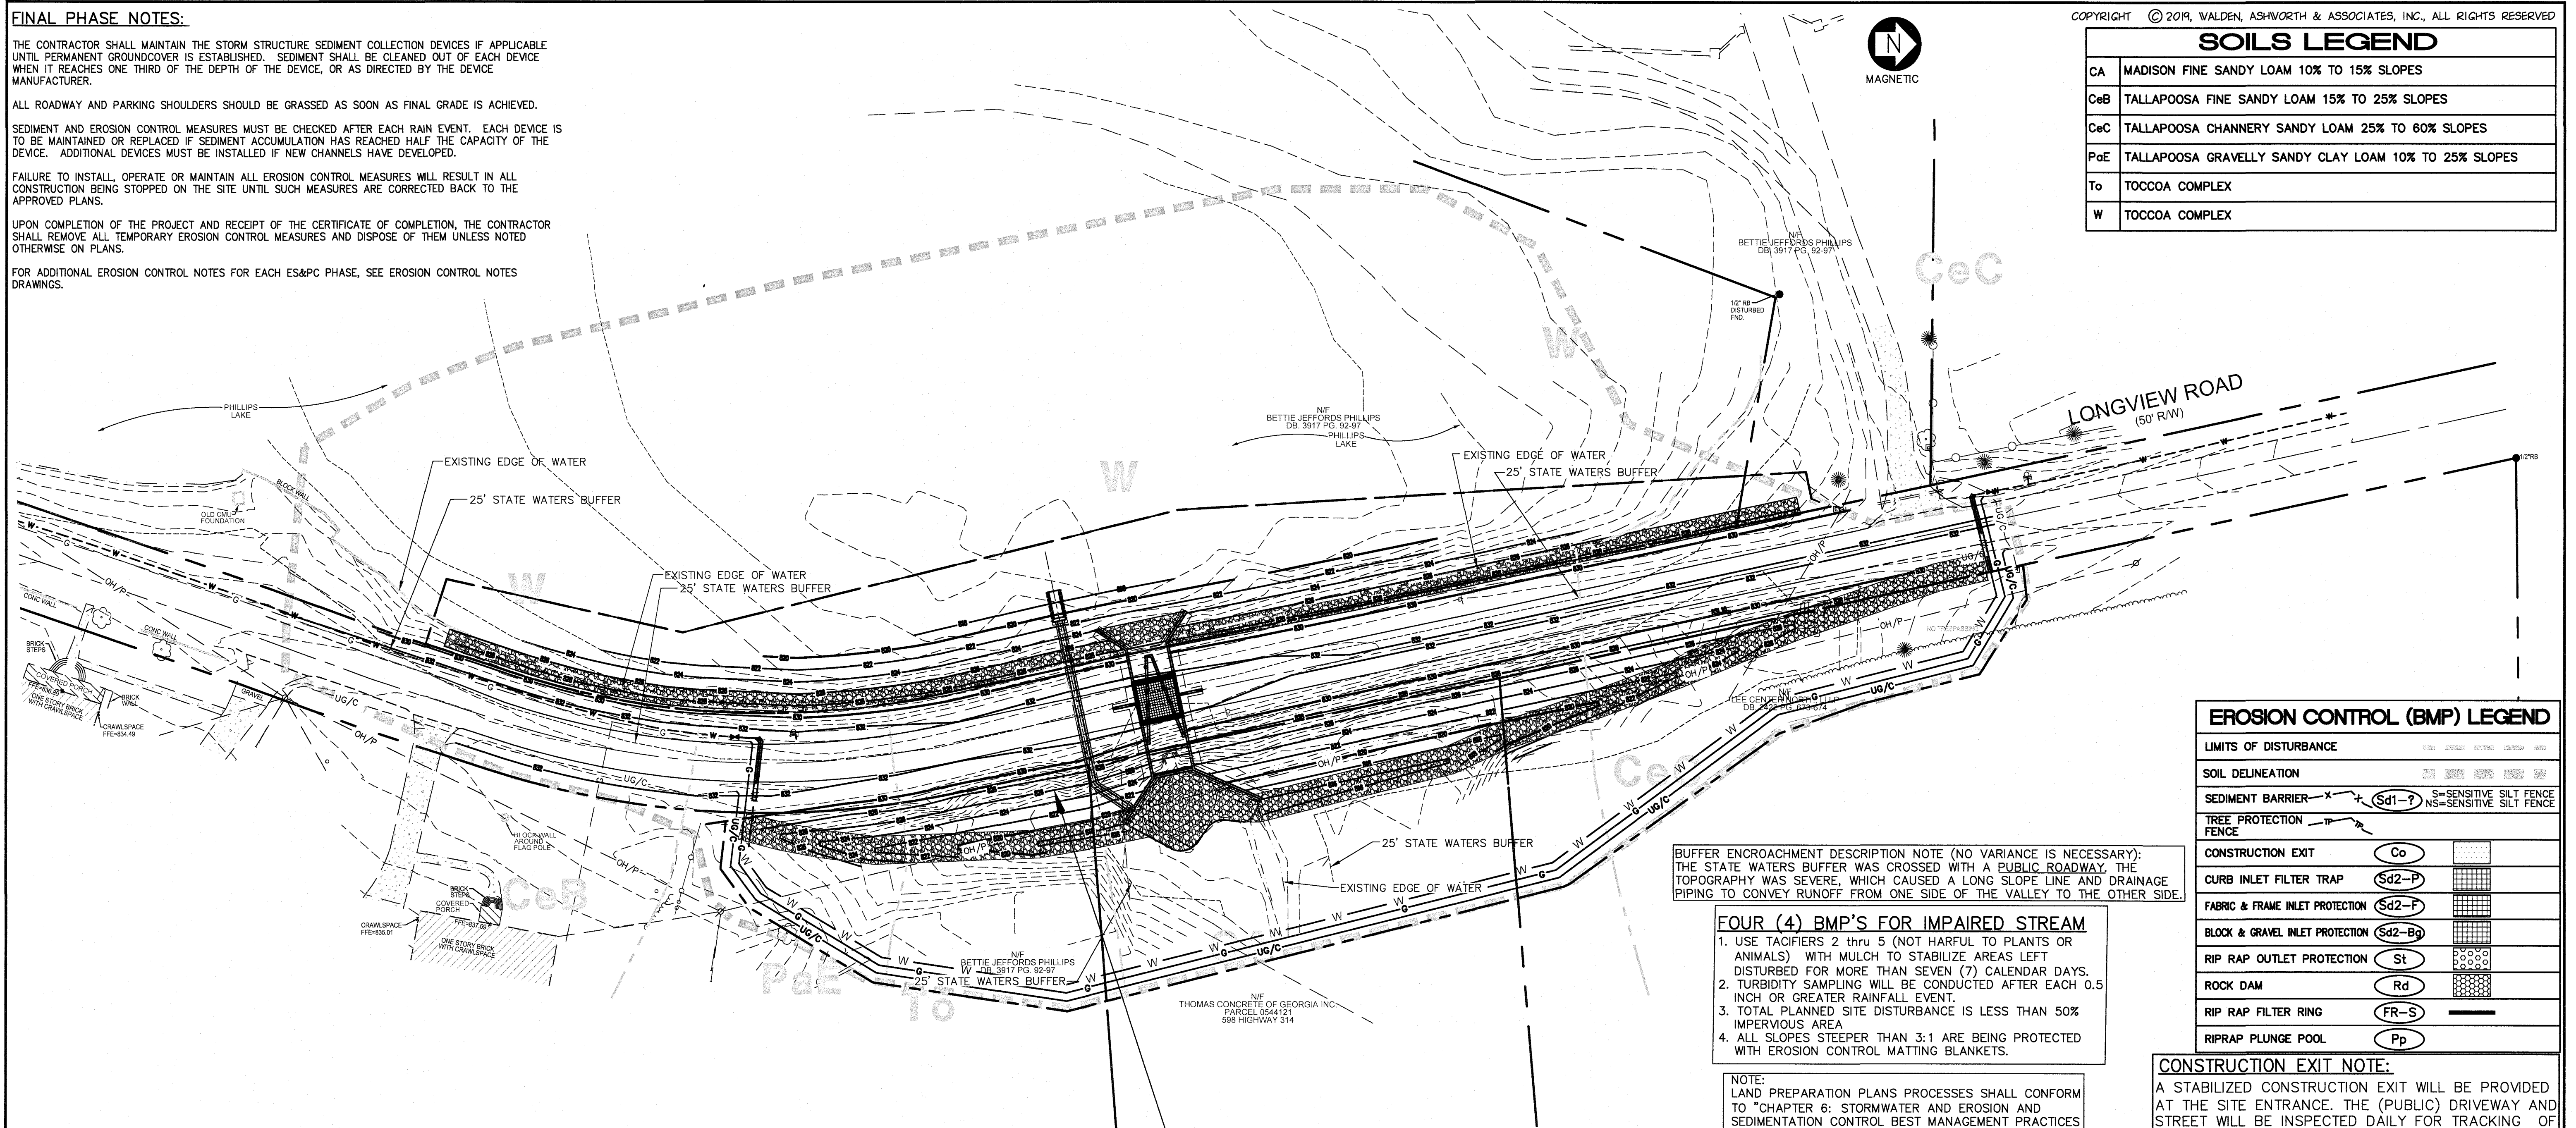 FINAL PHASE NOTES:
THE CONTRACTOR SHALL MAINTAIN THE STORM STRUCTURE SEDIMENT COLLECTION DEVICES IF APPLICABLE
UNTIL PERMANENT GROUNDCOVER IS ESTABLISHED. SEDIMENT SHALL BE CLEANED OUT OF EACH DEVICE
WHEN IT REACHES ONE THIRD OF THE DEPTH OF THE DEVICE, OR AS DIRECTED BY THE DEVICE
MANUFACTURER.
ALL ROADWAY AND PARKING SHOULDERS SHOULD BE GRASSED AS SOON AS FINAL GRADE IS ACHIEVED.
SEDIMENT AND EROSION CONTROL MEASURES MUST BE CHECKED AFTER EACH RAIN EVENT. EACH DEVICE IS
TO BE MAINTAINED OR REPLACED IF SEDIMENT ACCUMULATION HAS REACHED HALF THE CAPACITY OF THE
DEVICE. ADDITIONAL DEVICES MUST BE INSTALLED IF NEW CHANNELS HAVE DEVELOPED.
FAILURE TO INSTALL, OPERATE OR MAINTAIN ALL EROSION CONTROL MEASURES WILL RESULT IN ALL
CONSTRUCTION BEING STOPPED ON THE SITE UNTIL SUCH MEASURES ARE CORRECTED BACK TO THE
APPROVED PLANS.
UPON COMPLETION OF THE PROJECT AND RECEIPT OF THE CERTIFICATE OF COMPLETION, THE CONTRACTOR
SHALL REMOVE ALL TEMPORARY EROSION CONTROL MEASURES AND DISPOSE OF THEM UNLESS NOTED
OTHERWISE ON PLANS.
FOR ADDITIONAL EROSION CONTROL NOTES FOR EACH ES&PC PHASE, SEE EROSION CONTROL NOTES
DRAWINGS.
N
MAGNETIC
COPYRIGHT © 2019, WALDEN, ASHWORTH & ASSOCIATES, INC., ALL RIGHTS RESERVED
SOILS LEGEND
CA MADISON FINE SANDY LOAM 10% TO 15% SLOPES
CeB TALLAPOOSA FINE SANDY LOAM 15% TO 25% SLOPES
CeC TALLAPOOSA CHANNERY SANDY LOAM 25% TO 60% SLOPES
PaE TALLAPOOSA GRAVELLY SANDY CLAY LOAM 10% TO 25% SLOPES
To TOCCOA COMPLEX
W TOCCOA COMPLEX
N/F
BETTIE JEFFORDS PHILLIPS
DB. 3917 PG. 92-97
CeC
1/2" RB
DISTURBED
FND.
W
LONGVIEW ROAD
(50' R/W)
PHILLIPS
LAKE
N/F
BETTIE JEFFORDS PHILLIPS
DB. 3917 PG. 92-97
PHILLIPS
LAKE
EXISTING EDGE OF WATER
25' STATE WATERS BUFFER
EXISTING EDGE OF WATER
25' STATE WATERS BUFFER
W
1/2"RB
BLOCK WALL
OLD CMU
FOUNDATION
W
EXISTING EDGE OF WATER
25' STATE WATERS BUFFER
OH/P
CONC WALL
CONC WALL
BRICK
STEPS
COVERED PORCH
ONE STORY BRICK
WITH CRAWLSPACE
BRICK
WALL
CRAWLSPACE
FFE=834.49
GRAVEL
UG/C
OH/P
UG/C
OH/P
UG/C
NO TRESPASSING
OH/P
N/F
UG/C
BLOCK WALL
AROUND
FLAG POLE
OH/P
BRICK
STEPS
COVERED
PORCH
FFE=837.69
CRAWLSPACE
FFE=835.01
ONE STORY BRICK
WITH CRAWLSPACE
CeB
PaE
To
OH/P
OH/P
UG/C
25' STATE WATERS BUFFER
EXISTING EDGE OF WATER
N/F
BETTIE JEFFORDS PHILLIPS
DB. 3917 PG. 92-97
25' STATE WATERS BUFFER
UG/C
UG/C
N/F
THOMAS CONCRETE OF GEORGIA INC.
PARCEL 0544121
598 HIGHWAY 314
BUFFER ENCROACHMENT DESCRIPTION NOTE (NO VARIANCE IS NECESSARY):
THE STATE WATERS BUFFER WAS CROSSED WITH A PUBLIC ROADWAY, THE
TOPOGRAPHY WAS SEVERE, WHICH CAUSED A LONG SLOPE LINE AND DRAINAGE
PIPING TO CONVEY RUNOFF FROM ONE SIDE OF THE VALLEY TO THE OTHER SIDE.
FOUR (4) BMP'S FOR IMPAIRED STREAM
1. USE TACIFIERS 2 thru 5 (NOT HARFUL TO PLANTS OR
ANIMALS) WITH MULCH TO STABILIZE AREAS LEFT
DISTURBED FOR MORE THAN SEVEN (7) CALENDAR DAYS.
2. TURBIDITY SAMPLING WILL BE CONDUCTED AFTER EACH 0.5
INCH OR GREATER RAINFALL EVENT.
3. TOTAL PLANNED SITE DISTURBANCE IS LESS THAN 50%
IMPERVIOUS AREA
4. ALL SLOPES STEEPER THAN 3:1 ARE BEING PROTECTED
WITH EROSION CONTROL MATTING BLANKETS.
NOTE:
LAND PREPARATION PLANS PROCESSES SHALL CONFORM
TO "CHAPTER 6: STORMWATER AND EROSION AND
SEDIMENTATION CONTROL BEST MANAGEMENT PRACTICES
EROSION CONTROL (BMP) LEGEND
LIMITS OF DISTURBANCE
SOIL DELINEATION
SEDIMENT BARRIER Sd1-? S=SENSITIVE SILT FENCE
NS=SENSITIVE SILT FENCE
TREE PROTECTION
FENCE
TP TP
CONSTRUCTION EXIT Co
CURB INLET FILTER TRAP Sd2-P
FABRIC & FRAME INLET PROTECTION Sd2-F
BLOCK & GRAVEL INLET PROTECTION Sd2-Bg
RIP RAP OUTLET PROTECTION St
ROCK DAM Rd
RIP RAP FILTER RING FR-S
RIPRAP PLUNGE POOL Pp
CONSTRUCTION EXIT NOTE:
A STABILIZED CONSTRUCTION EXIT WILL BE PROVIDED
AT THE SITE ENTRANCE. THE (PUBLIC) DRIVEWAY AND
STREET WILL BE INSPECTED DAILY FOR TRACKING OF